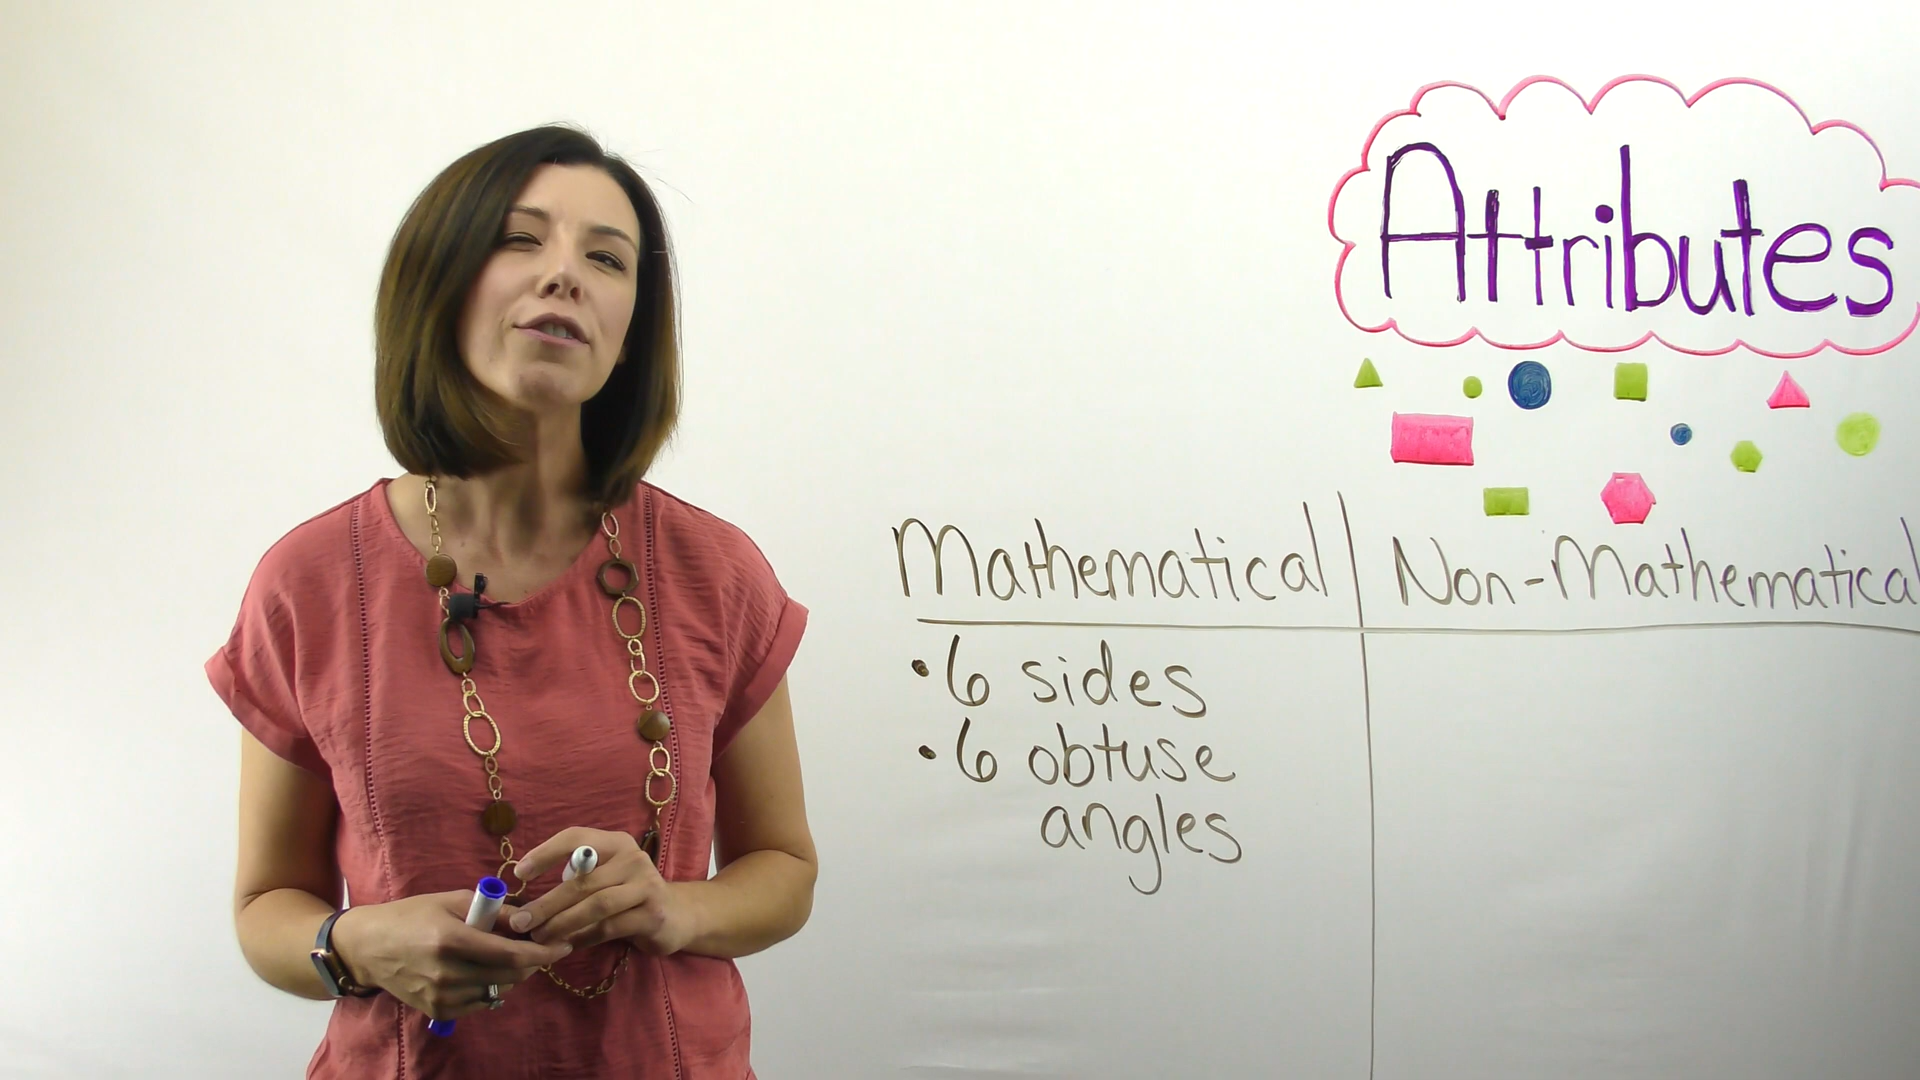 Attributes
Mathematical
Non-Mathematical
• 6 sides
• 6 obtuse
angles